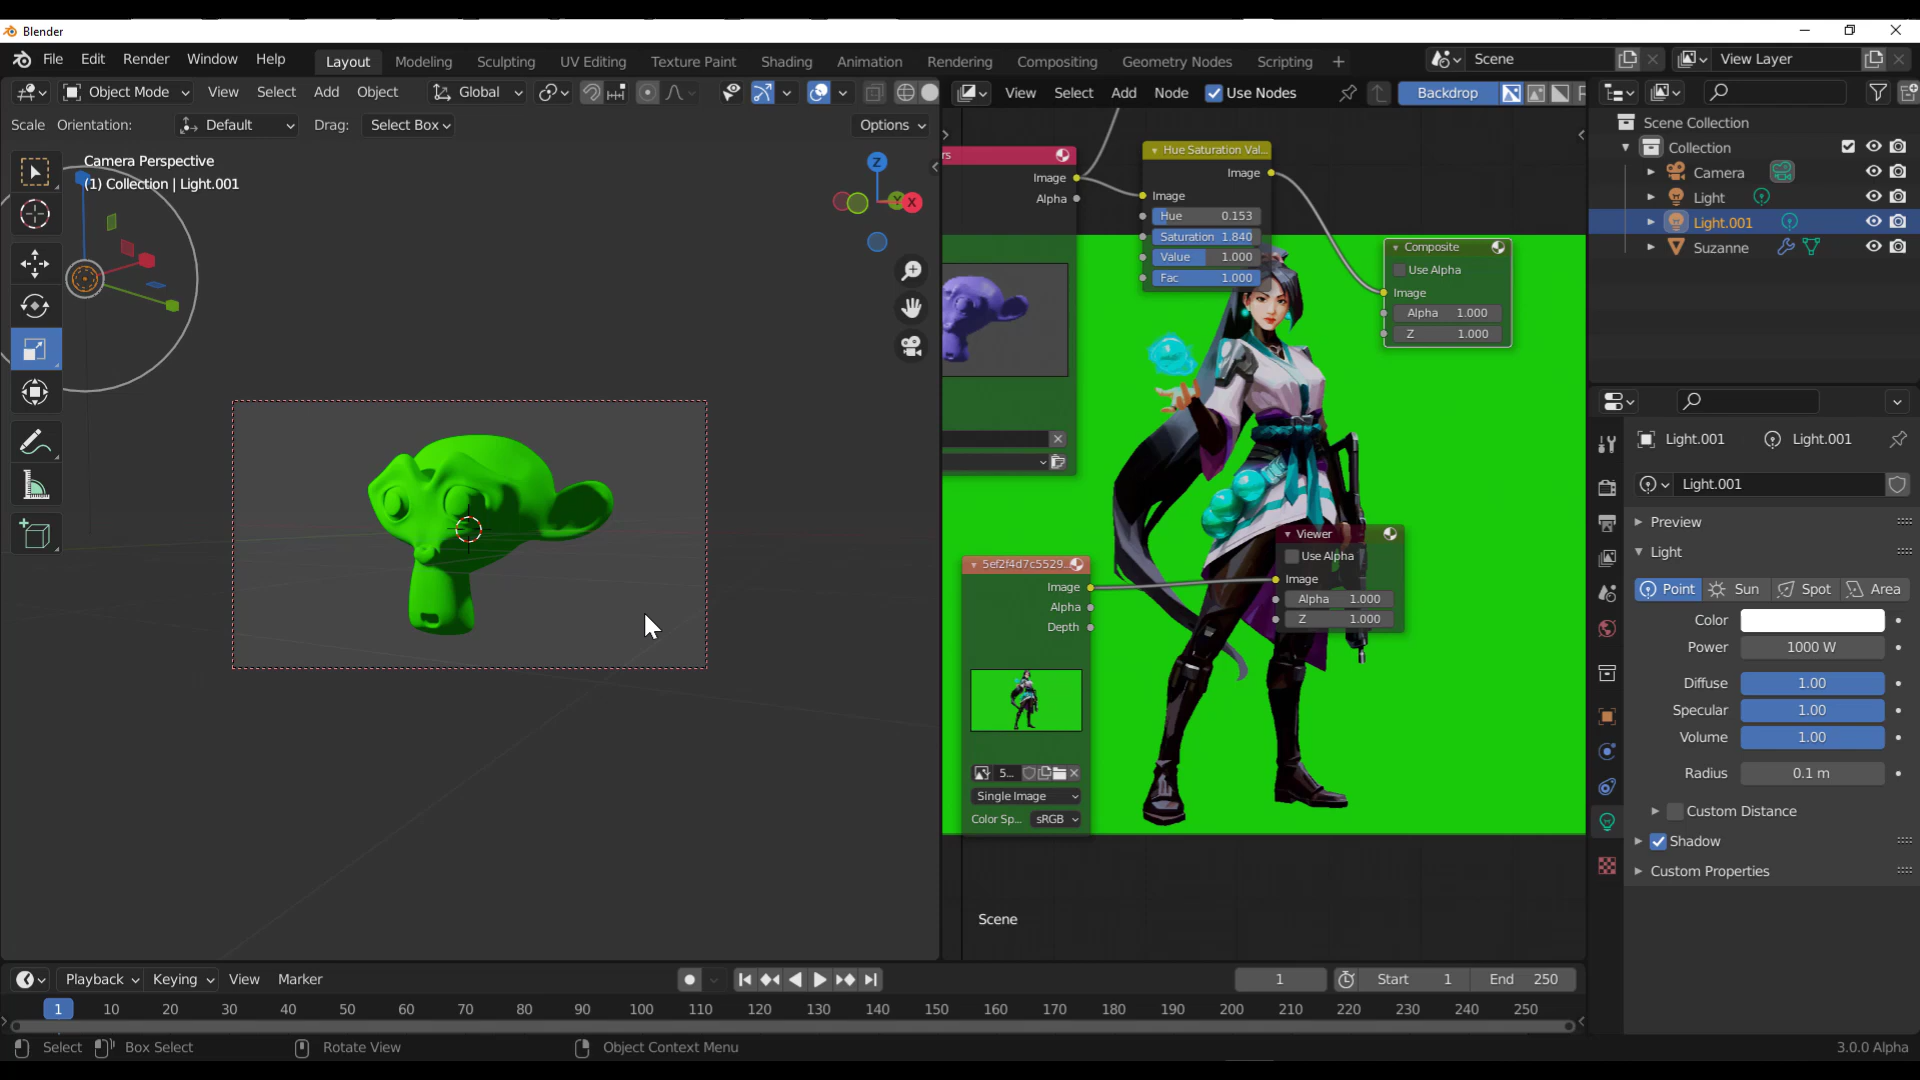 Blender
File Edit Render Window Help Layout Modeling Sculpting UV Editing Texture Paint Shading Animation Rendering Compositing Geometry Nodes Scripting + Scene View Layer
Object Mode View Select Add Object Global View Select Add Node Use Nodes Backdrop
Scale Orientation: Default Drag: Select Box Options
Scene Collection
Collection
Camera
Light
Light.001
Suzanne
Camera Perspective
(1) Collection | Light.001
Z
Y
X
rs
Image
Alpha
Hue Saturation Val...
Image
Image
Hue 0.153
Saturation 1.840
Value 1.000
Fac 1.000
Composite
Use Alpha
Image
Alpha 1.000
Z 1.000
Viewer
Use Alpha
Image
Alpha 1.000
Z 1.000
5ef2f4d7c5529...
Image
Alpha
Depth
5...
Single Image
Color Sp... sRGB
Scene
Light.001 Light.001
Light.001
Preview
Light
Point Sun Spot Area
Color
Power 1000 W
Diffuse 1.00
Specular 1.00
Volume 1.00
Radius 0.1 m
Custom Distance
Shadow
Custom Properties
Playback Keying View Marker 1 Start 1 End 250
1 10 20 30 40 50 60 70 80 90 100 110 120 130 140 150 160 170 180 190 200 210 220 230 240 250
Select Box Select Rotate View Object Context Menu 3.0.0 Alpha